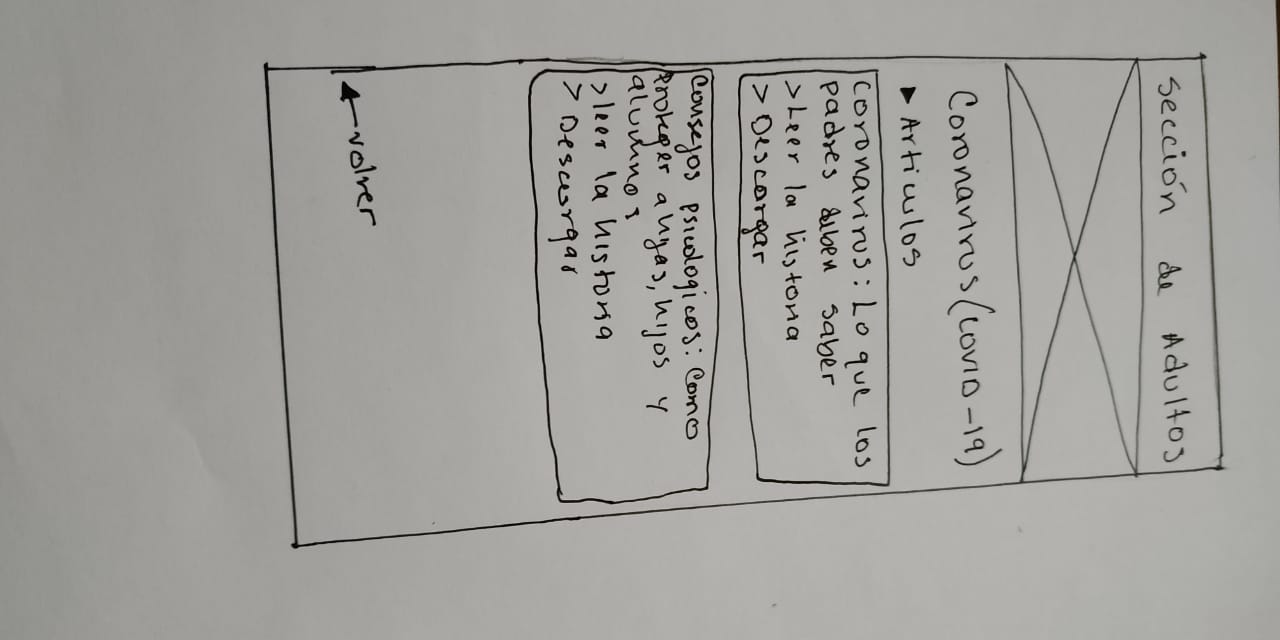 Sección de Adultos
Coronavirus (COVID-19)
▶ Articulos
Coronavirus: Lo que los
padres deben saber
> Leer la historia
> Descargar
Consejos psicologicos: Como
proteger a hijas, hijos y
alumnos
> leer la historia
> Descargar
← volver